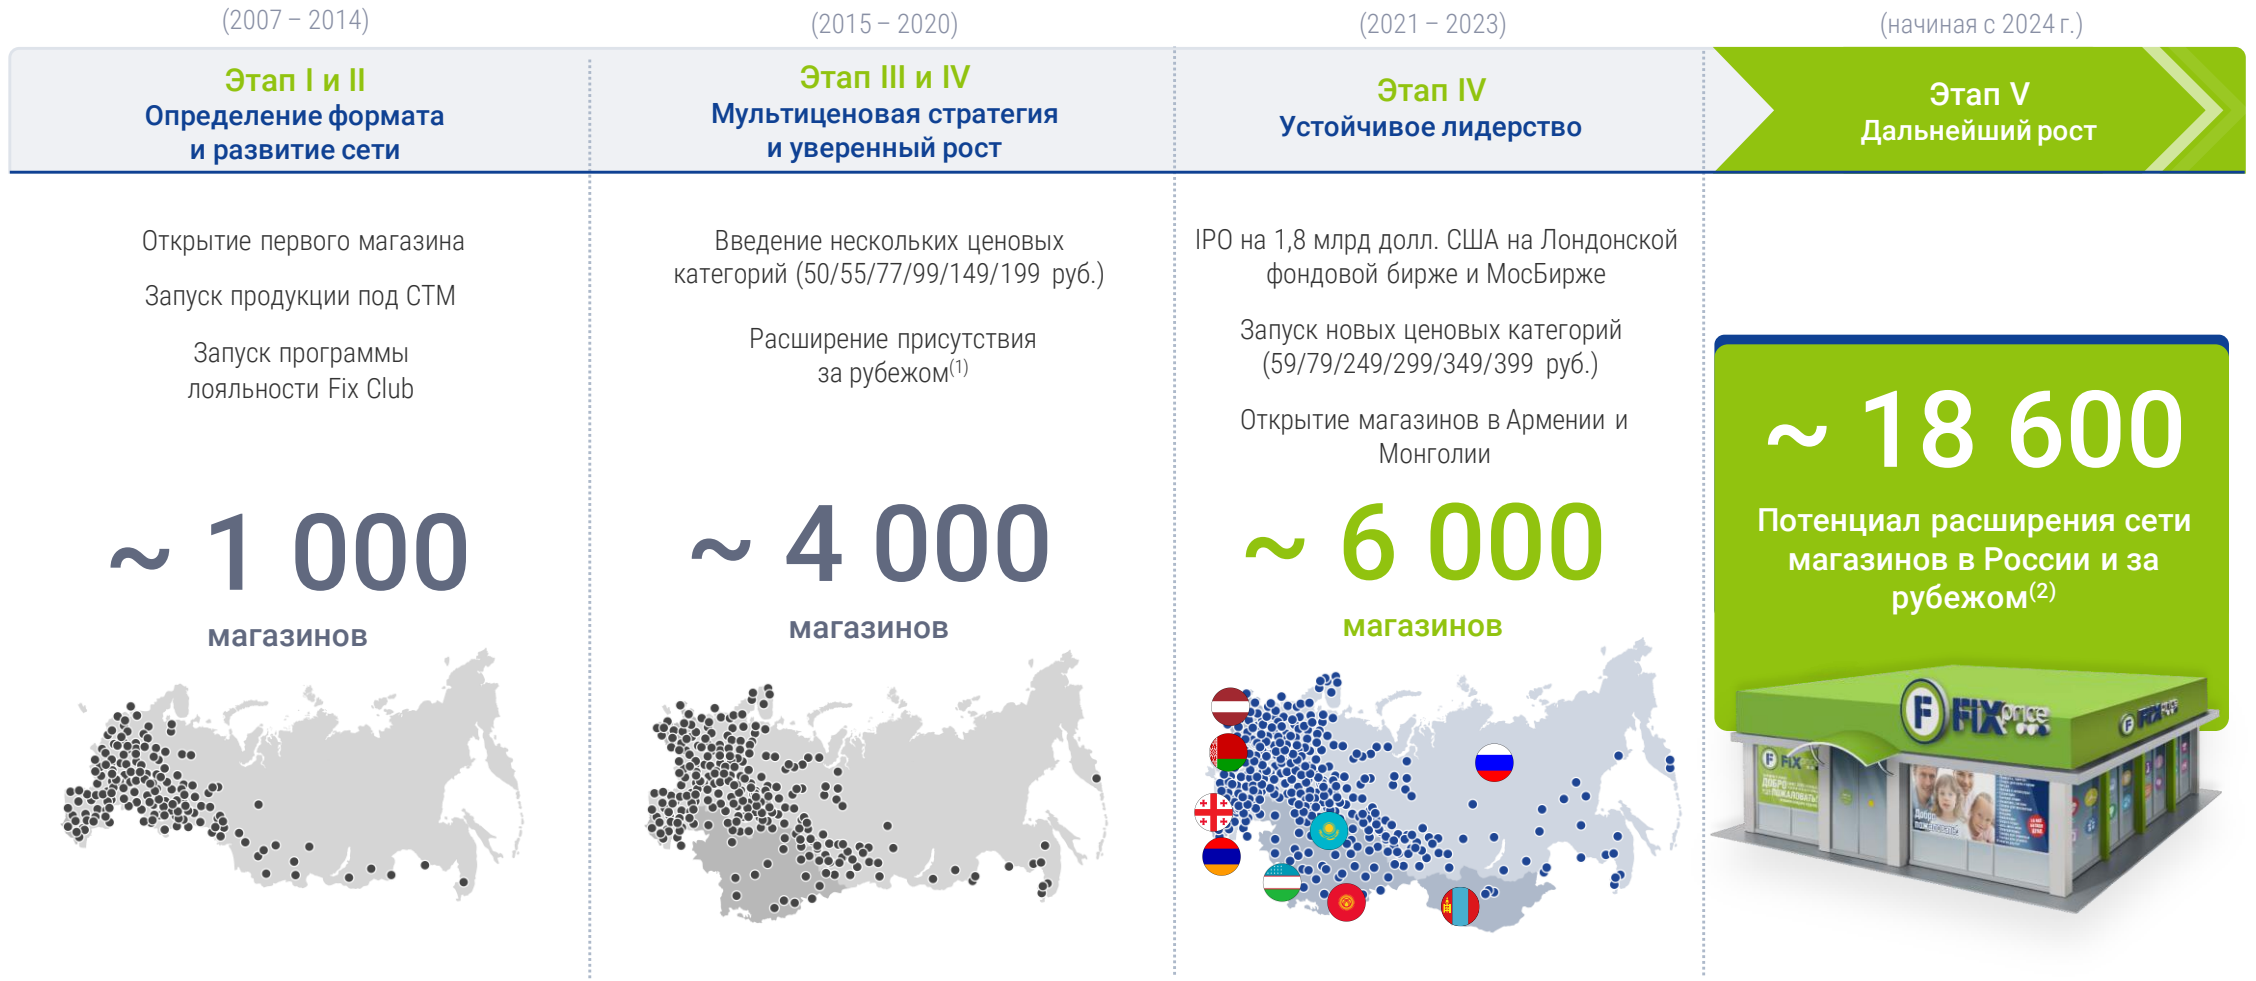 (2007 – 2014)
Этап I и II
Определение формата
и развитие сети
Открытие первого магазина
Запуск продукции под СТМ
Запуск программы
лояльности Fix Club
~ 1 000
магазинов
(2015 – 2020)
Этап III и IV
Мультиценовая стратегия
и уверенный рост
Введение нескольких ценовых
категорий (50/55/77/99/149/199 руб.)
Расширение присутствия
за рубежом(1)
~ 4 000
магазинов
(2021 – 2023)
Этап IV
Устойчивое лидерство
IPO на 1,8 млрд долл. США на Лондонской
фондовой бирже и МосБирже
Запуск новых ценовых категорий
(59/79/249/299/349/399 руб.)
Открытие магазинов в Армении и
Монголии
~ 6 000
магазинов
(начиная с 2024 г.)
Этап V
Дальнейший рост
~ 18 600
Потенциал расширения сети
магазинов в России и за
рубежом(2)
F FiXprice
F FiX
ДОБРО
ПОЖАЛОВАТЬ!
Добро
пожаловать!